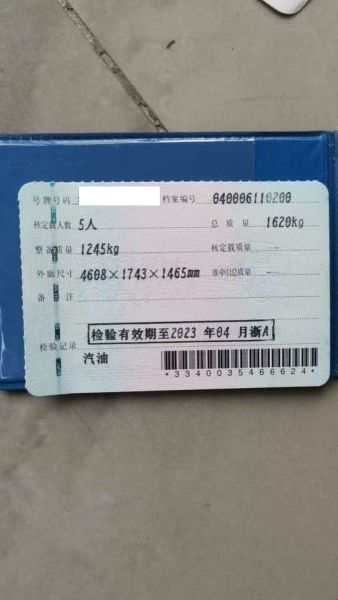 号牌号码 档案编号 040006110200
核定载人数 5人 总质量 1620kg
整备质量 1245kg 核定载质量 --
外廓尺寸 4608×1743×1465mm 准牵引总质量 --
备注
检验有效期至2023 年04 月浙A
检验记录
汽油
*3340035466624*